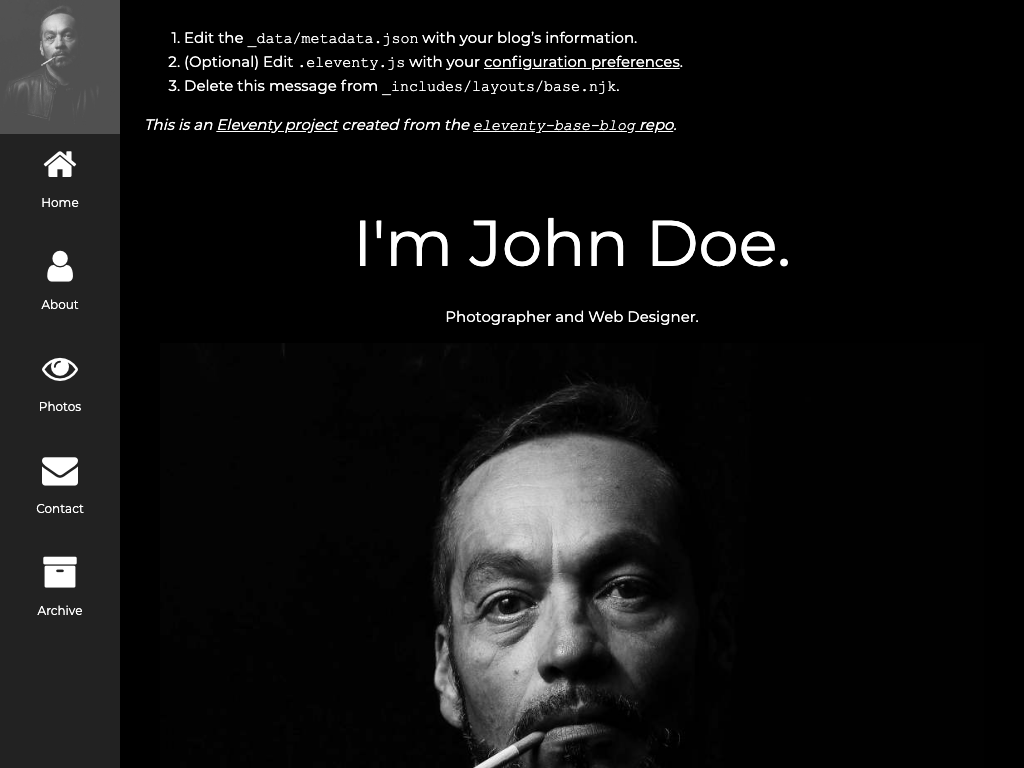 1. Edit the _data/metadata.json with your blog’s information.
2. (Optional) Edit .eleventy.js with your configuration preferences.
3. Delete this message from _includes/layouts/base.njk.
This is an Eleventy project created from the eleventy-base-blog repo.
I'm John Doe.
Photographer and Web Designer.
Home
About
Photos
Contact
Archive